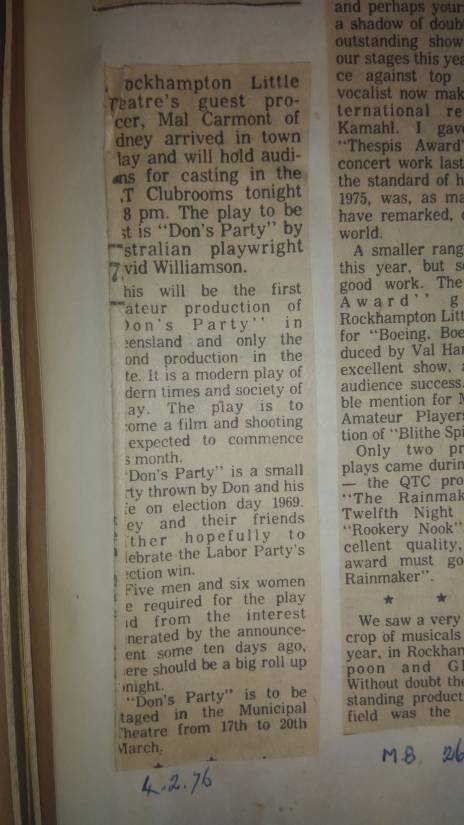 ockhampton Little
Teatre's guest pro-
cer, Mal Carmont of
dney arrived in town
lay and will hold audi-
ns for casting in the
.T Clubrooms tonight
8 pm. The play to be
st is "Don's Party" by
stralian playwright
vid Williamson.
his will be the first
ateur production of
on's Party" in
eensland and only the
ond production in the
te. It is a modern play of
dern times and society of
ay. The play is to
ome a film and shooting
expected to commence
s month.
'Don's Party" is a small
rty thrown by Don and his
e on election day 1969.
ey and their friends
ther hopefully to
lebrate the Labor Party's
ction win.
Five men and six women
e required for the play
d from the interest
nerated by the announce-
ent some ten days ago,
ere should be a big roll up
night.
"Don's Party" is to be
taged in the Municipal
Theatre from 17th to 20th
March.
4.2.76
and perhaps your
a shadow of doub
outstanding show
our stages this yea
ce against top
vocalist now mak
ternational re
Kamahl. I gave
"Thespis Award"
concert work last
the standard of h
1975, was, as ma
have remarked,
world.
A smaller rang
this year, but s
good work. The
Award" g
Rockhampton Litt
for "Boeing, Boe
duced by Val Har
excellent show, a
audience success.
ble mention for M
Amateur Players
tion of "Blithe Spi
Only two pr
plays came durin
— the QTC pro
"The Rainmak
Twelfth Night
"Rookery Nook"
cellent quality,
award must go
Rainmaker".
★ ★
We saw a very
crop of musicals
year, in Rockham
poon and Gl
Without doubt the
standing product
field was the
M.B. 26